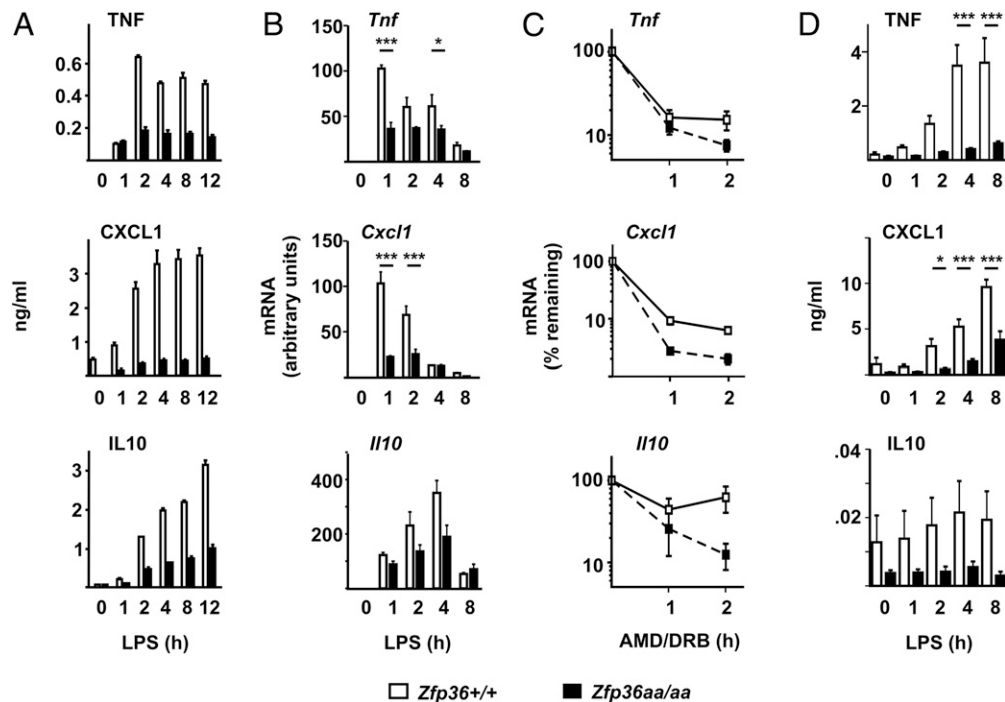 A
TNF
0.6
0.4
0.2
0 1 2 4 8 12
CXCL1
3
2
1
ng/ml
0 1 2 4 8 12
IL10
3
2
1
0 1 2 4 8 12
LPS (h)
B
Tnf
*** *
150
100
50
0 1 2 4 8
Cxcl1
*** ***
150
100
50
mRNA
(arbitrary units)
0 1 2 4 8
Il10
400
200
0 1 2 4 8
LPS (h)
C
Tnf
100
10
1 2
Cxcl1
100
10
mRNA
(% remaining)
1 2
Il10
100
10
1 2
AMD/DRB (h)
D
TNF
*** ***
4
2
0 1 2 4 8
CXCL1
* *** ***
10
5
ng/ml
0 1 2 4 8
IL10
.04
.02
0 1 2 4 8
LPS (h)
Zfp36+/+ Zfp36aa/aa